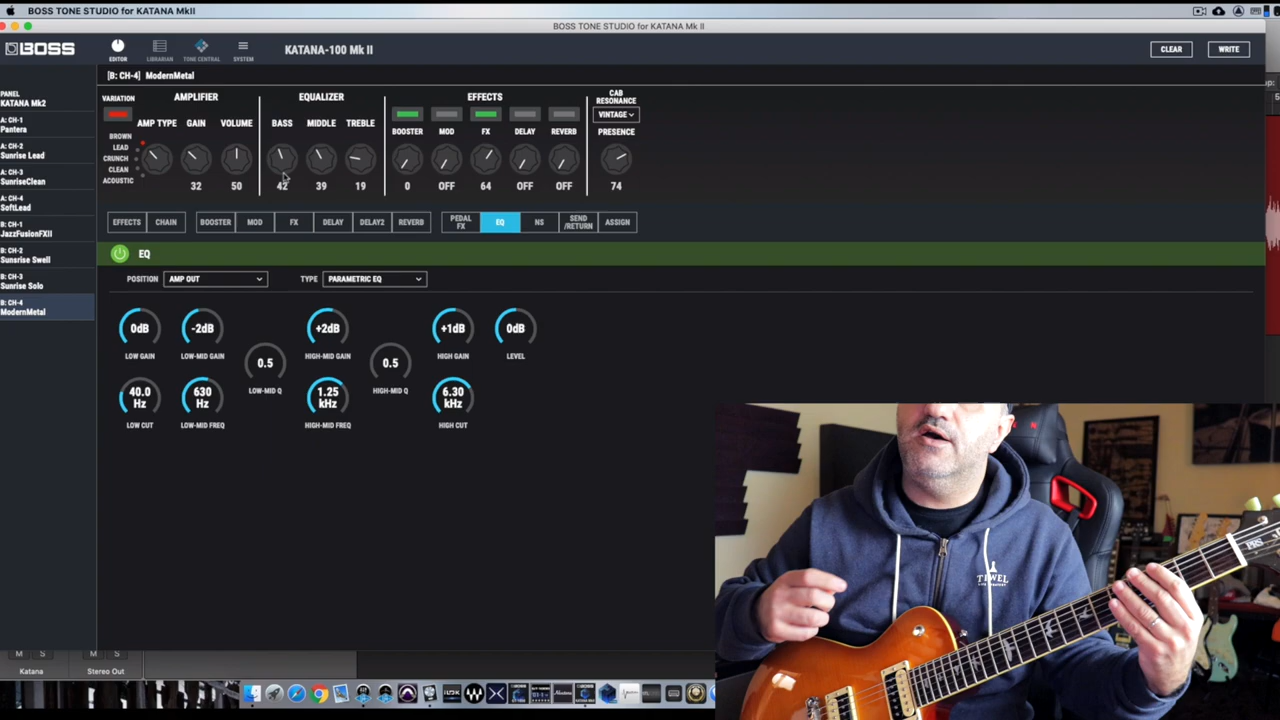 BOSS TONE STUDIO for KATANA MkII
BOSS TONE STUDIO for KATANA Mk II
BOSS
EDITOR
LIBRARIAN
TONE CENTRAL
SYSTEM
KATANA-100 Mk II
CLEAR
WRITE
[B: CH-4] ModernMetal
PANEL
KATANA Mk2
A: CH-1
Pantera
A: CH-2
Sunrise Lead
A: CH-3
SunriseClean
A: CH-4
SoftLead
B: CH-1
JazzFusionFXII
B: CH-2
Sunsrise Swell
B: CH-3
Sunrise Solo
B: CH-4
ModernMetal
VARIATION
AMPLIFIER
EQUALIZER
EFFECTS
CAB
RESONANCE
VINTAGE
AMP TYPE GAIN VOLUME
BASS MIDDLE TREBLE
BOOSTER MOD FX DELAY REVERB
PRESENCE
BROWN
LEAD
CRUNCH
CLEAN
ACOUSTIC
32 50 42 39 19 0 OFF 64 OFF OFF 74
EFFECTS CHAIN BOOSTER MOD FX DELAY DELAY2 REVERB
PEDAL
FX
EQ NS
SEND
/RETURN
ASSIGN
EQ
POSITION AMP OUT TYPE PARAMETRIC EQ
0dB -2dB +2dB +1dB 0dB
LOW GAIN LOW-MID GAIN HIGH-MID GAIN HIGH GAIN LEVEL
0.5 0.5
LOW-MID Q HIGH-MID Q
40.0
Hz
630
Hz
1.25
kHz
6.30
kHz
LOW CUT LOW-MID FREQ HIGH-MID FREQ HIGH CUT
M S M S
Katana Stereo Out
TIWEL
PRS